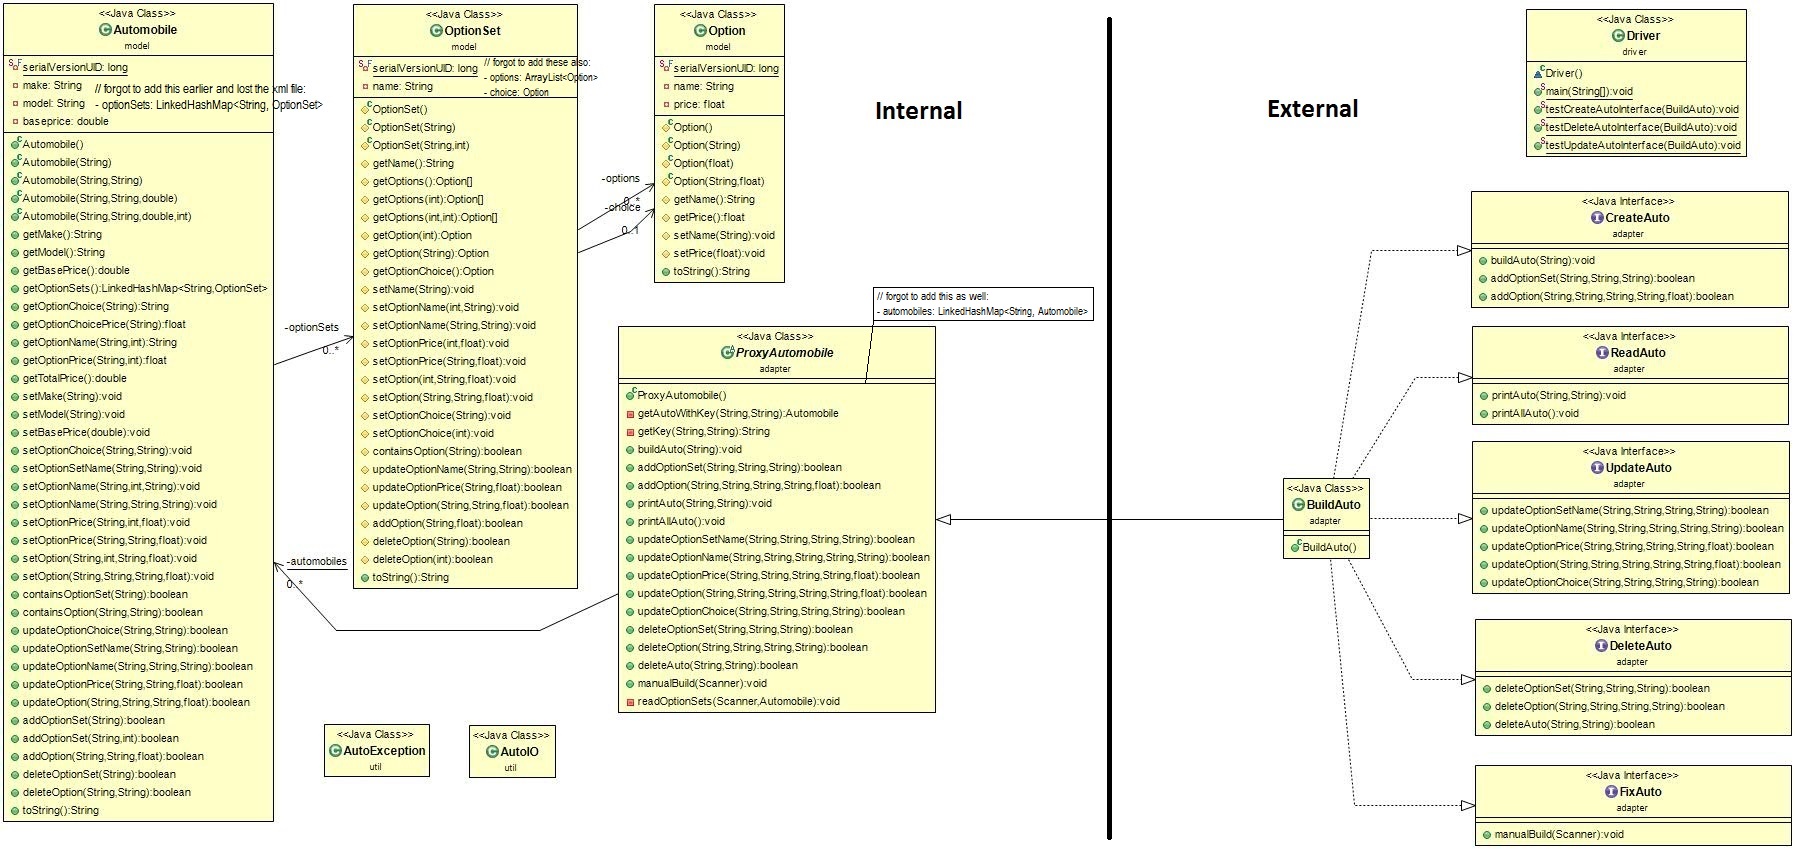 <<Java Class>>
Automobile
model
serialVersionUID: long
make: String
// forgot to add this earlier and lost the xml file:
model: String
- optionSets: LinkedHashMap<String, OptionSet>
baseprice: double
Automobile()
Automobile(String)
Automobile(String,String)
Automobile(String,String,double)
Automobile(String,String,double,int)
getMake():String
getModel():String
getBasePrice():double
getOptionSets():LinkedHashMap<String,OptionSet>
getOptionChoice(String):String
getOptionChoicePrice(String):float
getOptionName(String,int):String
getOptionPrice(String,int):float
getTotalPrice():double
setMake(String):void
setModel(String):void
setBasePrice(double):void
setOptionChoice(String,String):void
setOptionSetName(String,String):void
setOptionName(String,int,String):void
setOptionName(String,String,String):void
setOptionPrice(String,int,float):void
setOptionPrice(String,String,float):void
setOption(String,int,String,float):void
setOption(String,String,String,float):void
containsOptionSet(String):boolean
containsOption(String,String):boolean
updateOptionChoice(String,String):boolean
updateOptionSetName(String,String):boolean
updateOptionName(String,String,String):boolean
updateOptionPrice(String,String,float):boolean
updateOption(String,String,String,float):boolean
addOptionSet(String):boolean
addOptionSet(String,int):boolean
addOption(String,String,float):boolean
deleteOptionSet(String):boolean
deleteOption(String,String):boolean
toString():String
-optionSets
0..*
-automobiles
0..*
<<Java Class>>
OptionSet
model
serialVersionUID: long
// forgot to add these also:
- options: ArrayList<Option>
name: String
- choice: Option
OptionSet()
OptionSet(String)
OptionSet(String,int)
getName():String
getOptions():Option[]
getOptions(int):Option[]
getOptions(int,int):Option[]
getOption(int):Option
getOption(String):Option
getOptionChoice():Option
setName(String):void
setOptionName(int,String):void
setOptionName(String,String):void
setOptionPrice(int,float):void
setOptionPrice(String,float):void
setOption(int,String,float):void
setOption(String,String,float):void
setOptionChoice(String):void
setOptionChoice(int):void
containsOption(String):boolean
updateOptionName(String,String):boolean
updateOptionPrice(String,float):boolean
updateOption(String,String,float):boolean
addOption(String,float):boolean
deleteOption(String):boolean
deleteOption(int):boolean
toString():String
-options
0..*
-choice
0..1
<<Java Class>>
Option
model
serialVersionUID: long
name: String
price: float
Option()
Option(String)
Option(float)
Option(String,float)
getName():String
getPrice():float
setName(String):void
setPrice(float):void
toString():String
<<Java Class>>
AutoException
util
<<Java Class>>
AutoIO
util
Internal
// forgot to add this as well:
- automobiles: LinkedHashMap<String, Automobile>
<<Java Class>>
ProxyAutomobile
adapter
ProxyAutomobile()
getAutoWithKey(String,String):Automobile
getKey(String,String):String
buildAuto(String):void
addOptionSet(String,String,String):boolean
addOption(String,String,String,String,float):boolean
printAuto(String,String):void
printAllAuto():void
updateOptionSetName(String,String,String,String):boolean
updateOptionName(String,String,String,String,String):boolean
updateOptionPrice(String,String,String,String,float):boolean
updateOption(String,String,String,String,String,float):boolean
updateOptionChoice(String,String,String,String):boolean
deleteOptionSet(String,String,String):boolean
deleteOption(String,String,String,String):boolean
deleteAuto(String,String):boolean
manualBuild(Scanner):void
readOptionSets(Scanner,Automobile):void
External
<<Java Class>>
BuildAuto
adapter
BuildAuto()
<<Java Class>>
Driver
driver
Driver()
main(String[]):void
testCreateAutoInterface(BuildAuto):void
testDeleteAutoInterface(BuildAuto):void
testUpdateAutoInterface(BuildAuto):void
<<Java Interface>>
CreateAuto
adapter
buildAuto(String):void
addOptionSet(String,String,String):boolean
addOption(String,String,String,String,float):boolean
<<Java Interface>>
ReadAuto
adapter
printAuto(String,String):void
printAllAuto():void
<<Java Interface>>
UpdateAuto
adapter
updateOptionSetName(String,String,String,String):boolean
updateOptionName(String,String,String,String,String):boolean
updateOptionPrice(String,String,String,String,float):boolean
updateOption(String,String,String,String,String,float):boolean
updateOptionChoice(String,String,String,String):boolean
<<Java Interface>>
DeleteAuto
adapter
deleteOptionSet(String,String,String):boolean
deleteOption(String,String,String,String):boolean
deleteAuto(String,String):boolean
<<Java Interface>>
FixAuto
adapter
manualBuild(Scanner):void